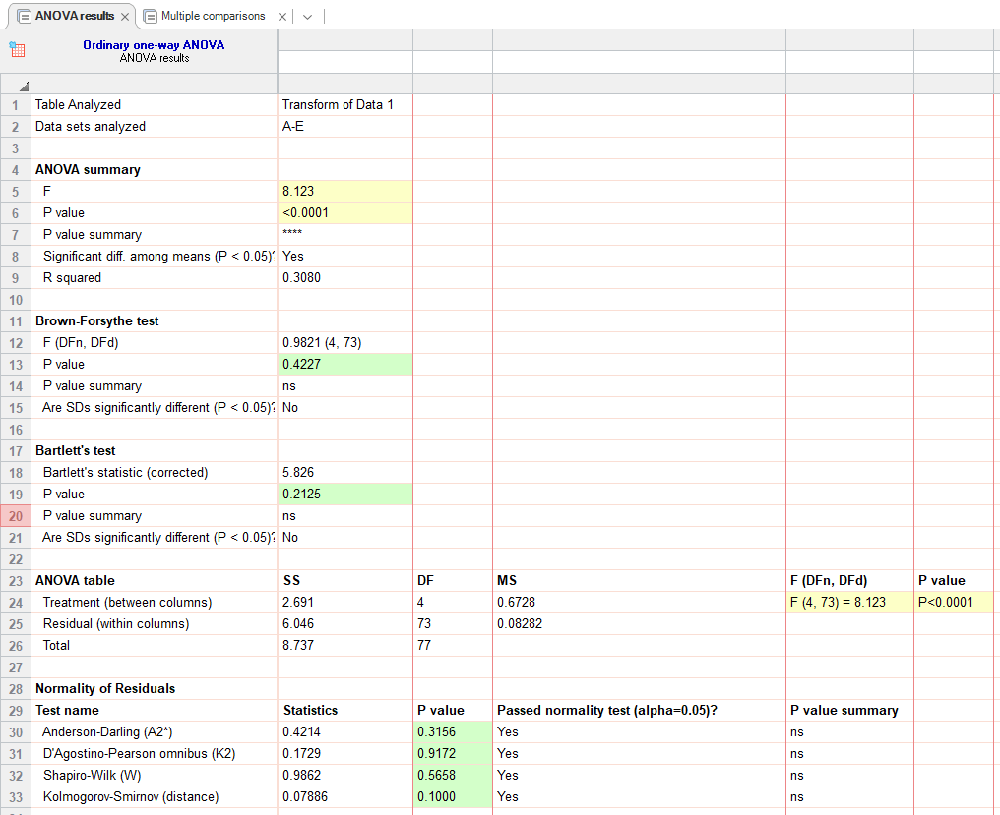 ANOVA results Multiple comparisons
Ordinary one-way ANOVA
ANOVA results
1 Table Analyzed Transform of Data 1
2 Data sets analyzed A-E
3
4 ANOVA summary
5 F 8.123
6 P value <0.0001
7 P value summary ****
8 Significant diff. among means (P < 0.05)? Yes
9 R squared 0.3080
10
11 Brown-Forsythe test
12 F (DFn, DFd) 0.9821 (4, 73)
13 P value 0.4227
14 P value summary ns
15 Are SDs significantly different (P < 0.05)? No
16
17 Bartlett's test
18 Bartlett's statistic (corrected) 5.826
19 P value 0.2125
20 P value summary ns
21 Are SDs significantly different (P < 0.05)? No
22
23 ANOVA table SS DF MS F (DFn, DFd) P value
24 Treatment (between columns) 2.691 4 0.6728 F (4, 73) = 8.123 P<0.0001
25 Residual (within columns) 6.046 73 0.08282
26 Total 8.737 77
27
28 Normality of Residuals
29 Test name Statistics P value Passed normality test (alpha=0.05)? P value summary
30 Anderson-Darling (A2*) 0.4214 0.3156 Yes ns
31 D'Agostino-Pearson omnibus (K2) 0.1729 0.9172 Yes ns
32 Shapiro-Wilk (W) 0.9862 0.5658 Yes ns
33 Kolmogorov-Smirnov (distance) 0.07886 0.1000 Yes ns